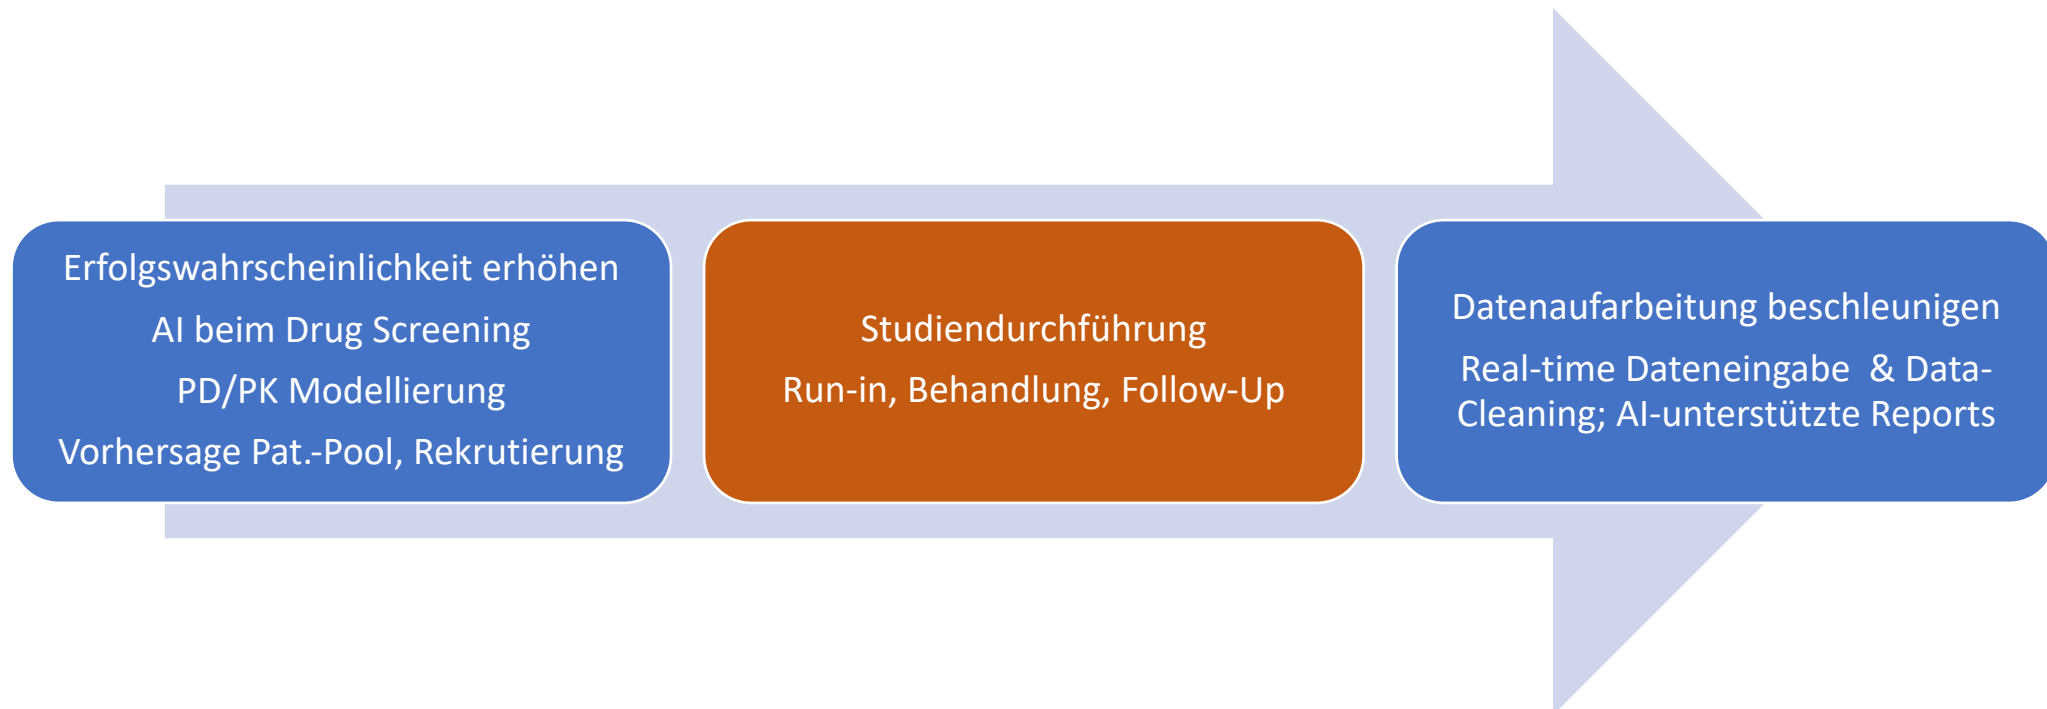 Erfolgswahrscheinlichkeit erhöhen
AI beim Drug Screening
PD/PK Modellierung
Vorhersage Pat.-Pool, Rekrutierung
Studiendurchführung
Run-in, Behandlung, Follow-Up
Datenaufarbeitung beschleunigen
Real-time Dateneingabe  & Data-
Cleaning; AI-unterstützte Reports